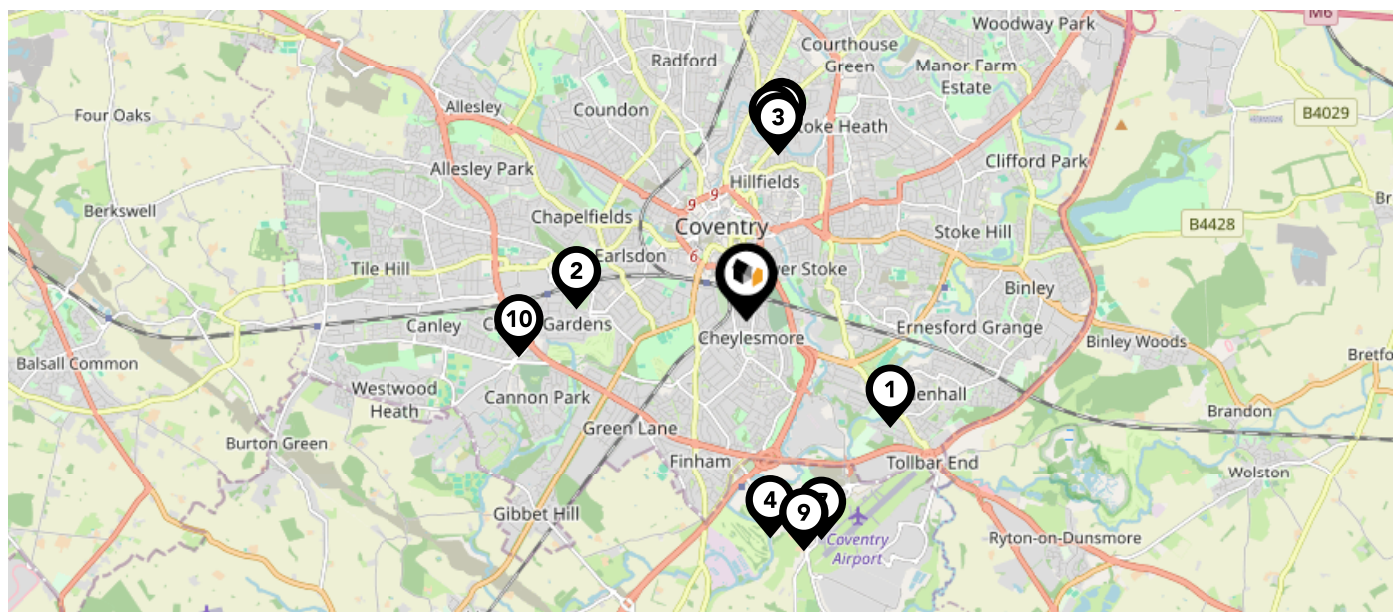 M6
Woodway Park
Courthouse
Green
Radford
Manor Farm
Estate
Allesley
Coundon
Four Oaks
B4029
3
Stoke Heath
Clifford Park
Allesley Park
Hillfields
9
9
Berkswell
Chapelfields
Coventry
B4428
Stoke Hill
6
Earlsdon
Tile Hill
2
Binley
10
Gardens
Canley
Ernesford Grange
Cheylesmore
Binley Woods
Balsall Common
Westwood
Heath
Cannon Park
1
Brandon
Green Lane
Burton Green
Finham
Tollbar End
Wolston
4
9
7
Gibbet Hill
Coventry
Airport
Ryton-on-Dunsmore